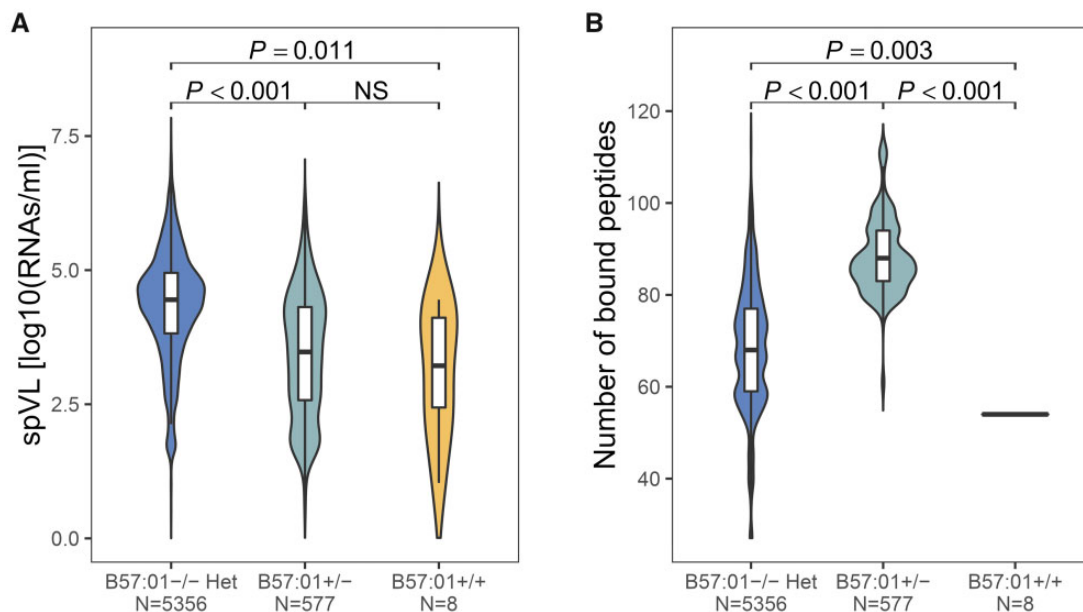 A
P = 0.011
P < 0.001
NS
spVL [log10(RNAs/ml)]
7.5
5.0
2.5
0.0
B57:01−/− Het
N=5356
B57:01+/−
N=577
B57:01+/+
N=8
B
P = 0.003
P < 0.001
P < 0.001
Number of bound peptides
120
100
80
60
40
B57:01−/− Het
N=5356
B57:01+/−
N=577
B57:01+/+
N=8